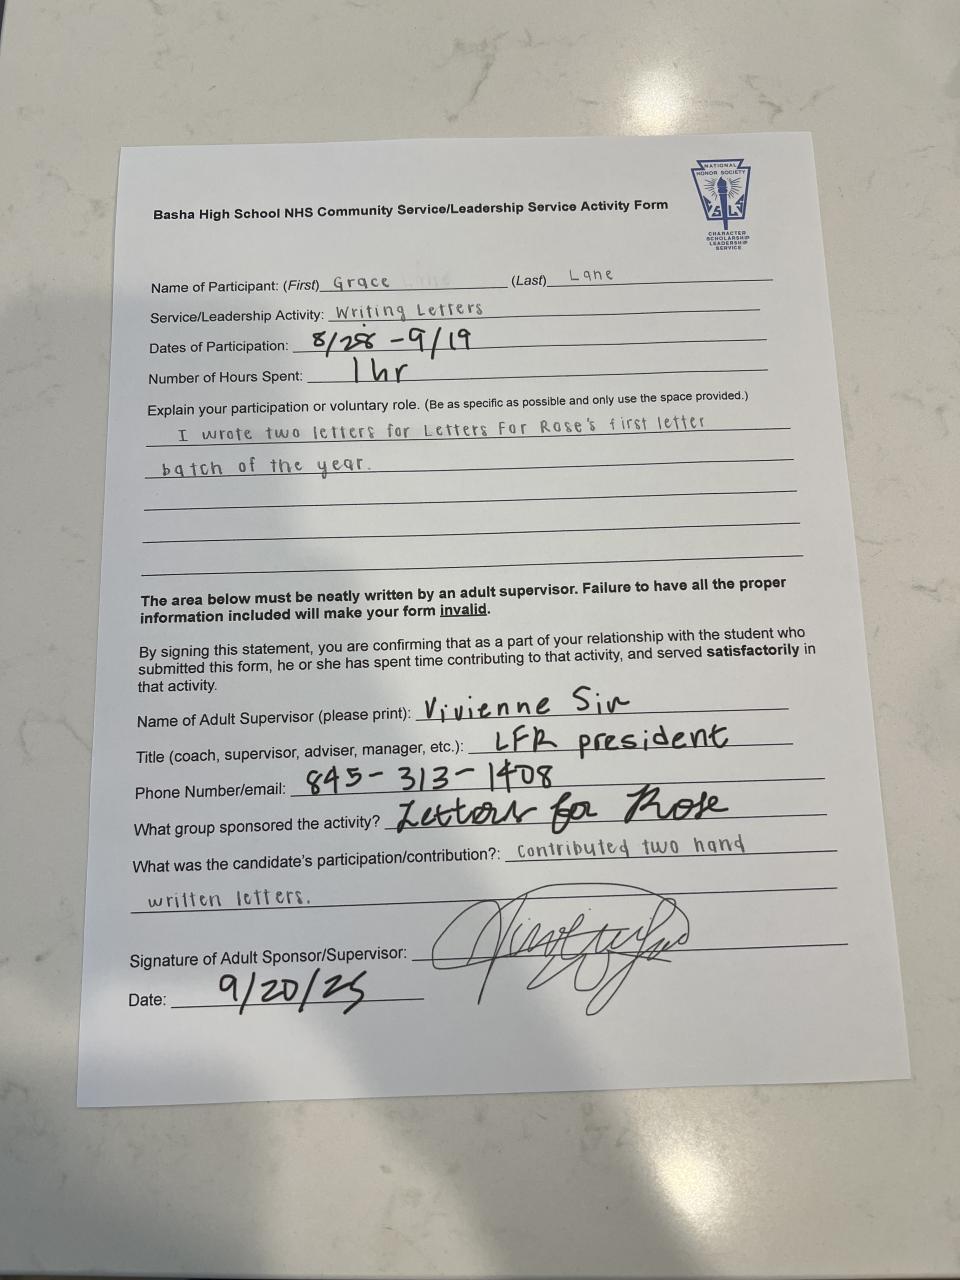 NATIONAL
HONOR SOCIETY
CHARACTER
SCHOLARSHIP
LEADERSHIP
SERVICE
Basha High School NHS Community Service/Leadership Service Activity Form
Name of Participant: (First) Grace (Last) Lane
Service/Leadership Activity: Writing Letters
Dates of Participation: 8/28 - 9/19
Number of Hours Spent: 1 hr
Explain your participation or voluntary role. (Be as specific as possible and only use the space provided.)
I wrote two letters for Letters For Rose's first letter
batch of the year.
The area below must be neatly written by an adult supervisor. Failure to have all the proper
information included will make your form invalid.
By signing this statement, you are confirming that as a part of your relationship with the student who
submitted this form, he or she has spent time contributing to that activity, and served satisfactorily in
that activity.
Name of Adult Supervisor (please print): Vivienne Sin
Title (coach, supervisor, adviser, manager, etc.): LFR president
Phone Number/email: 845-313-1408
What group sponsored the activity? Letters for Rose
What was the candidate's participation/contribution?: contributed two hand
written letters.
Signature of Adult Sponsor/Supervisor:
Date: 9/20/25